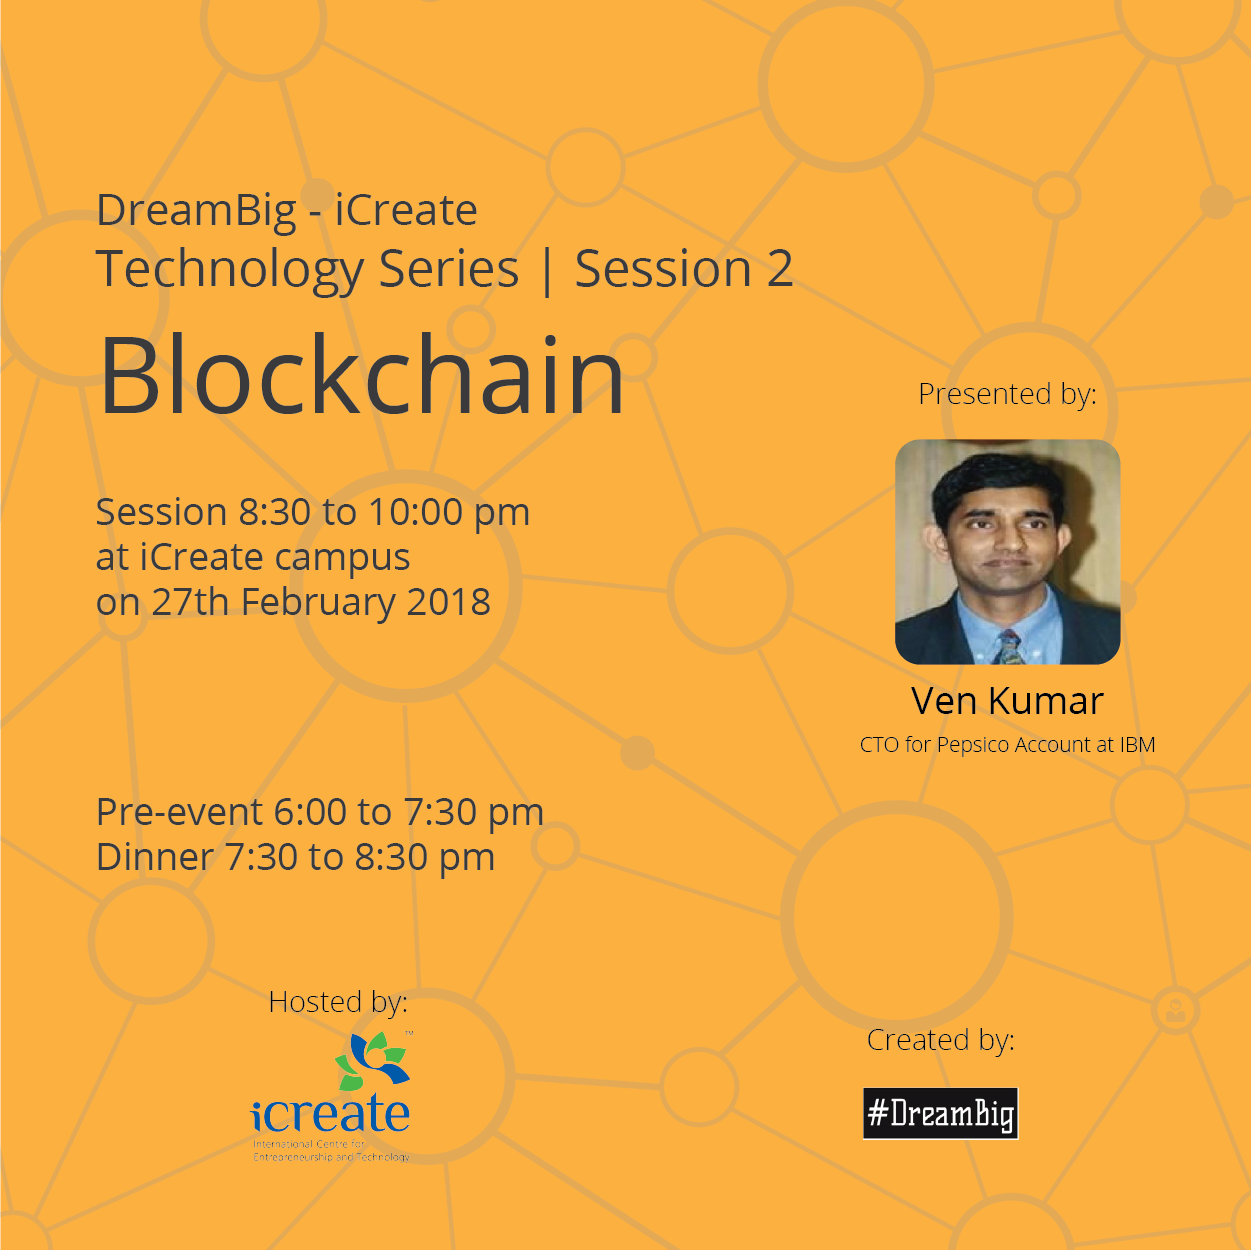 DreamBig - iCreate
Technology Series | Session 2
Blockchain
Session 8:30 to 10:00 pm
at iCreate campus
on 27th February 2018
Presented by:
Ven Kumar
CTO for Pepsico Account at IBM
Pre-event 6:00 to 7:30 pm
Dinner 7:30 to 8:30 pm
Hosted by:
TM
icreate
International Centre for
Entrepreneurship and Technology
Created by:
#DreamBig